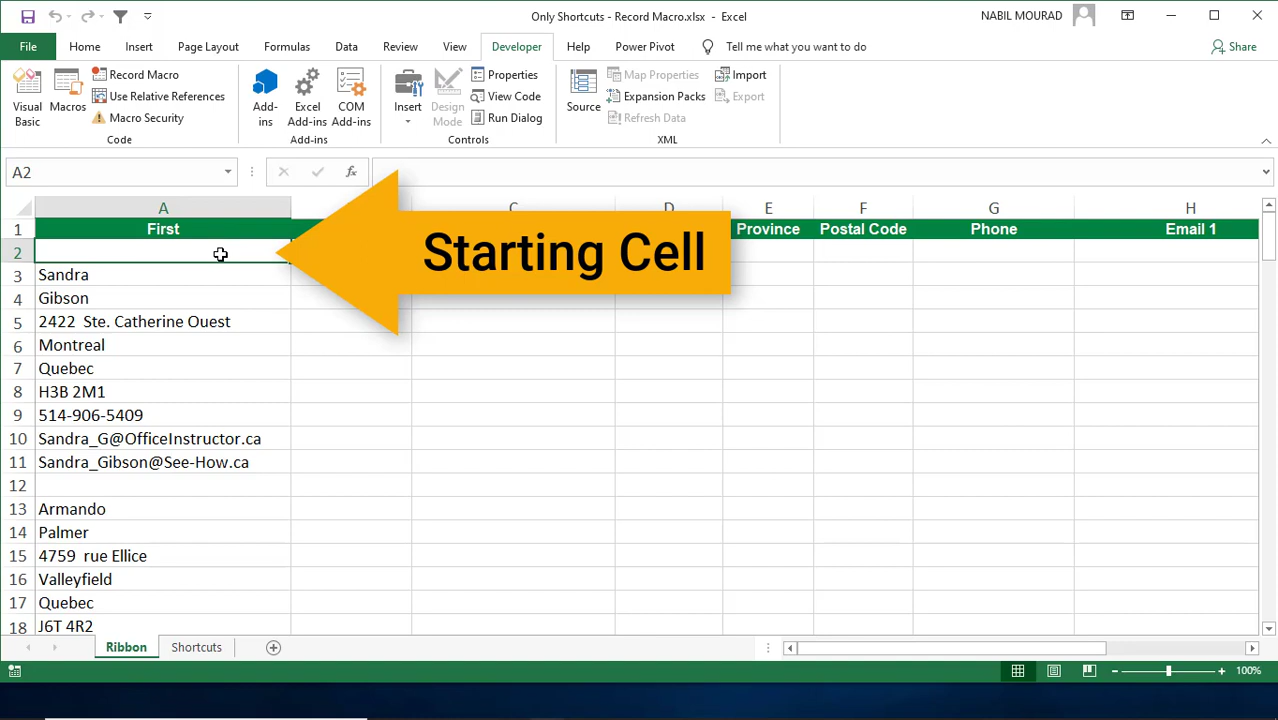 Only Shortcuts - Record Macro.xlsx - Excel
NABIL MOURAD
File Home Insert Page Layout Formulas Data Review View Developer Help Power Pivot Tell me what you want to do Share
Visual Basic
Macros
Record Macro
Use Relative References
Macro Security
Code
Add-ins
Excel Add-ins
COM Add-ins
Add-ins
Insert
Design Mode
Properties
View Code
Run Dialog
Controls
Source
Map Properties
Expansion Packs
Refresh Data
Import
Export
XML
A2
fx
A C D E F G H
1 First Province Postal Code Phone Email 1
2
Starting Cell
3 Sandra
4 Gibson
5 2422 Ste. Catherine Ouest
6 Montreal
7 Quebec
8 H3B 2M1
9 514-906-5409
10 Sandra_G@OfficeInstructor.ca
11 Sandra_Gibson@See-How.ca
12
13 Armando
14 Palmer
15 4759 rue Ellice
16 Valleyfield
17 Quebec
18 J6T 4R2
Ribbon Shortcuts
100%